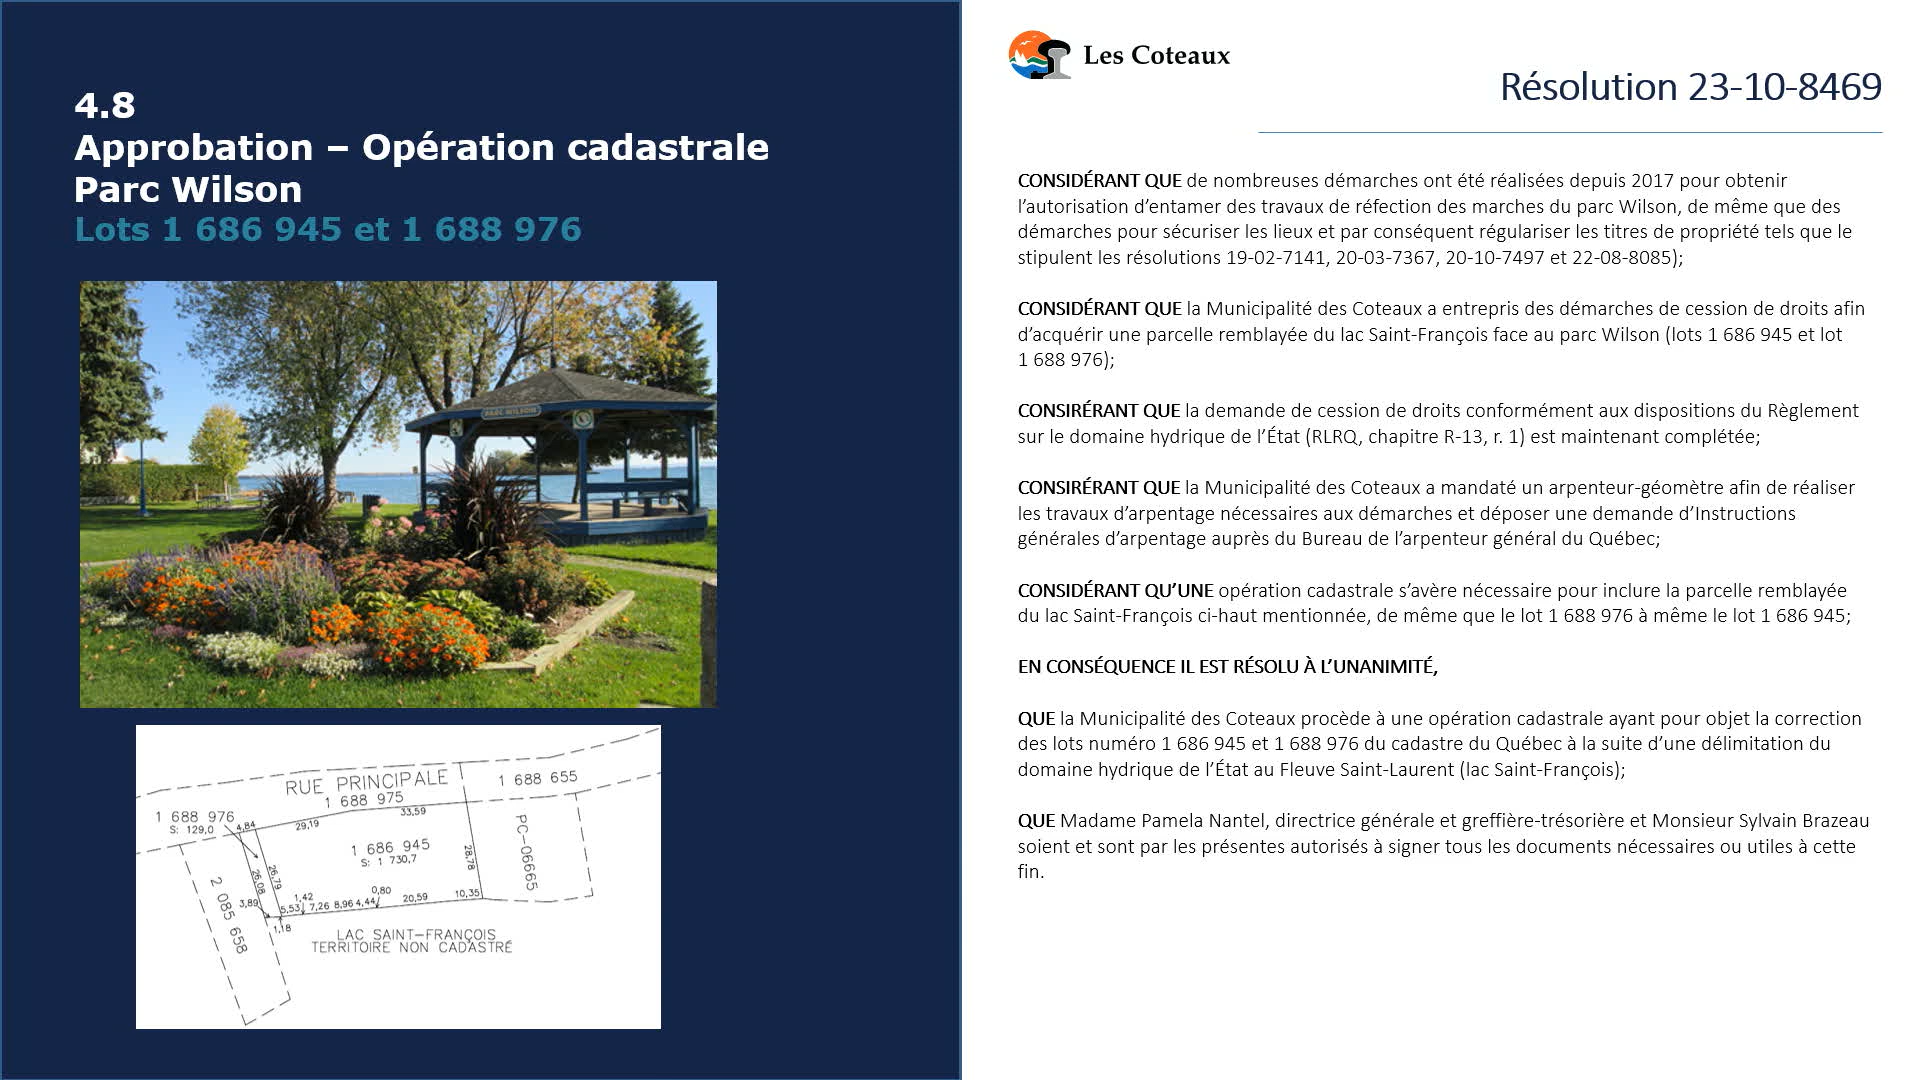 4.8
Approbation – Opération cadastrale
Parc Wilson
Lots 1 686 945 et 1 688 976
PARC WILSON
RUE PRINCIPALE
1 688 975
1 688 655
1 688 976
S: 129,0
4,84
29,19
33,59
1 686 945
S: 1 730,7
28,78
PC-06665
26,79
26,08
2 085 658
3,89
5,53
1,42
7,26
8,96
4,44
0,80
20,59
10,35
1,18
LAC SAINT-FRANÇOIS
TERRITOIRE NON CADASTRÉ
Les Coteaux
Résolution 23-10-8469
CONSIDÉRANT QUE de nombreuses démarches ont été réalisées depuis 2017 pour obtenir
l’autorisation d’entamer des travaux de réfection des marches du parc Wilson, de même que des
démarches pour sécuriser les lieux et par conséquent régulariser les titres de propriété tels que le
stipulent les résolutions 19-02-7141, 20-03-7367, 20-10-7497 et 22-08-8085);
CONSIDÉRANT QUE la Municipalité des Coteaux a entrepris des démarches de cession de droits afin
d’acquérir une parcelle remblayée du lac Saint-François face au parc Wilson (lots 1 686 945 et lot
1 688 976);
CONSIRÉRANT QUE la demande de cession de droits conformément aux dispositions du Règlement
sur le domaine hydrique de l’État (RLRQ, chapitre R-13, r. 1) est maintenant complétée;
CONSIRÉRANT QUE la Municipalité des Coteaux a mandaté un arpenteur-géomètre afin de réaliser
les travaux d’arpentage nécessaires aux démarches et déposer une demande d’Instructions
générales d’arpentage auprès du Bureau de l’arpenteur général du Québec;
CONSIDÉRANT QU’UNE opération cadastrale s’avère nécessaire pour inclure la parcelle remblayée
du lac Saint-François ci-haut mentionnée, de même que le lot 1 688 976 à même le lot 1 686 945;
EN CONSÉQUENCE IL EST RÉSOLU À L’UNANIMITÉ,
QUE la Municipalité des Coteaux procède à une opération cadastrale ayant pour objet la correction
des lots numéro 1 686 945 et 1 688 976 du cadastre du Québec à la suite d’une délimitation du
domaine hydrique de l’État au Fleuve Saint-Laurent (lac Saint-François);
QUE Madame Pamela Nantel, directrice générale et greffière-trésorière et Monsieur Sylvain Brazeau
soient et sont par les présentes autorisés à signer tous les documents nécessaires ou utiles à cette
fin.